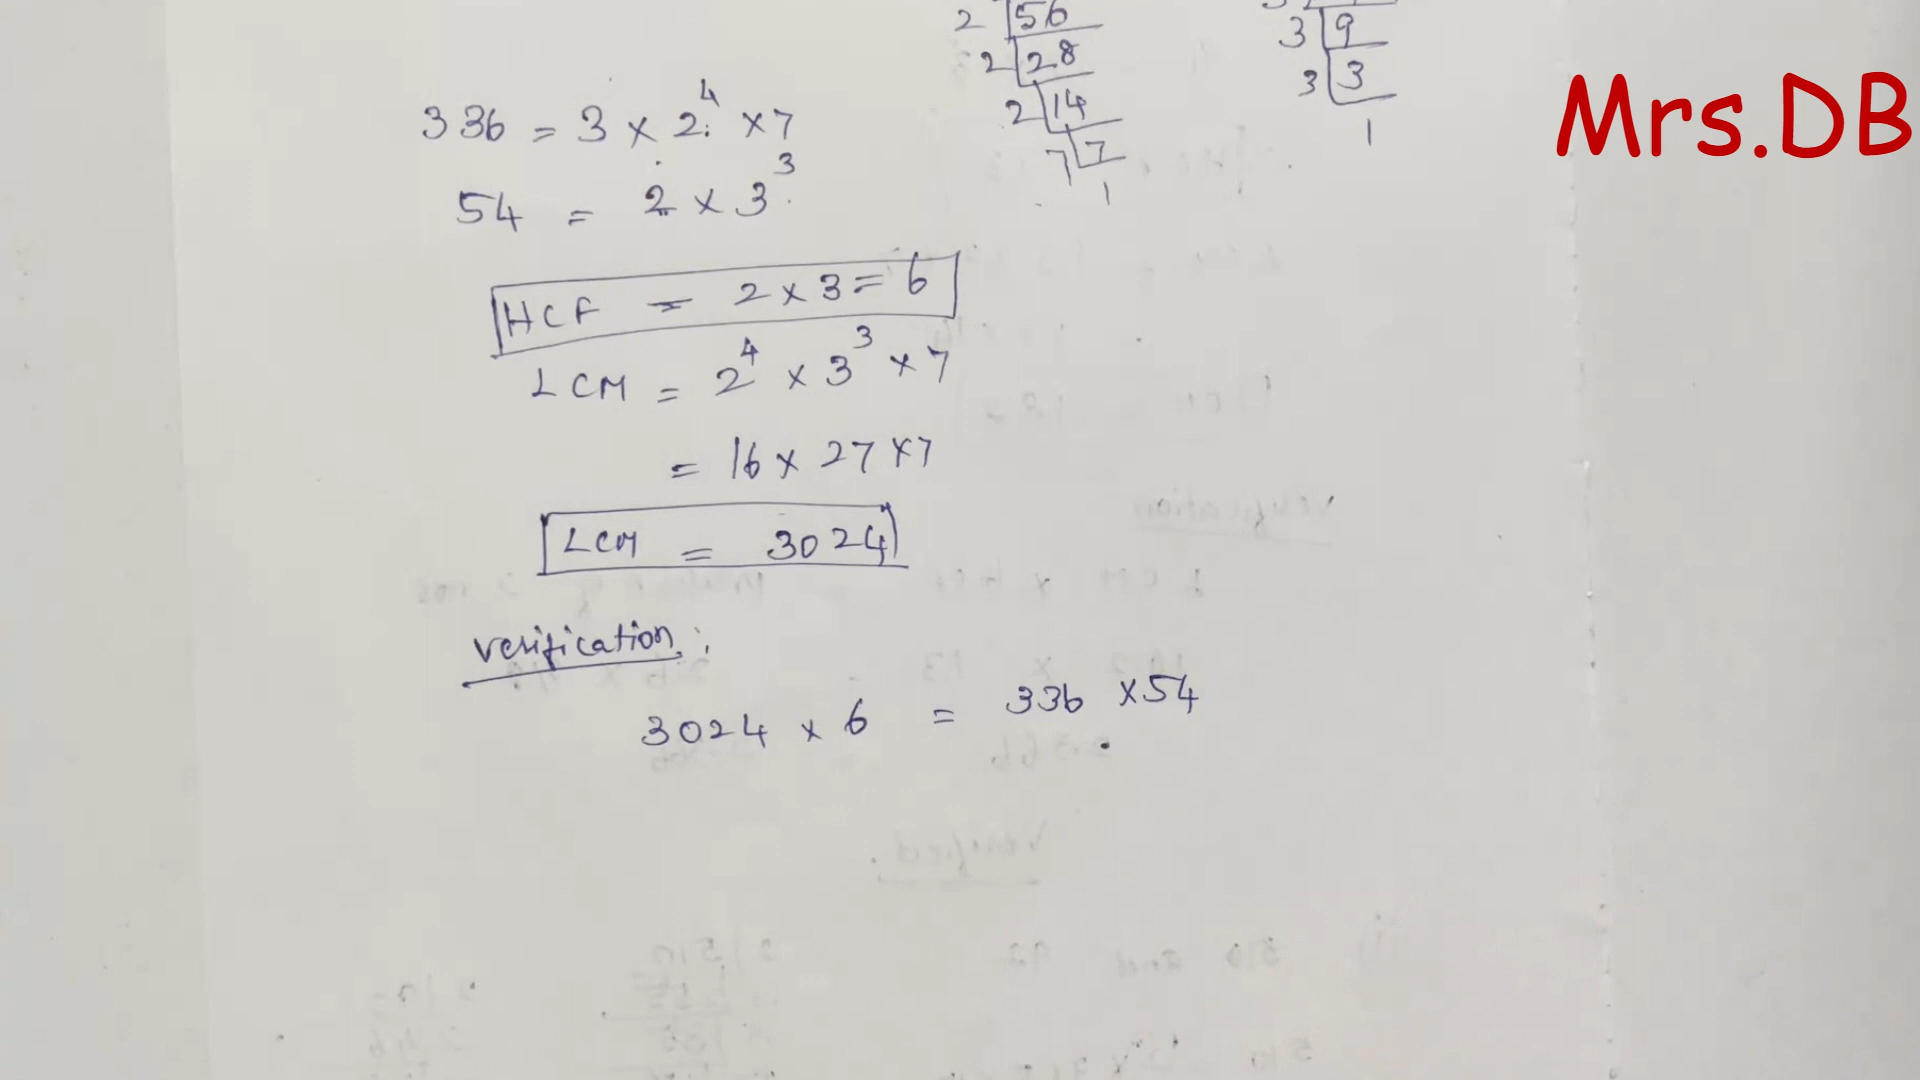 336 = 3 × 2⁴ × 7
54 = 2 × 3³
HCF = 2 × 3 = 6
LCM = 2⁴ × 3³ × 7
= 16 × 27 × 7
LCM = 3024
Verification :
3024 × 6 = 336 × 54
2 56
2 28
2 14
7 7
1
3 9
3 3
1
Mrs.DB